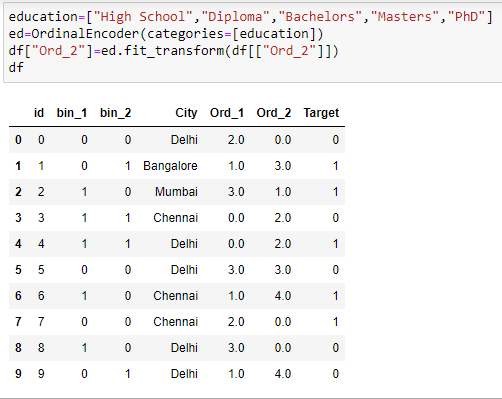 education=["High School","Diploma","Bachelors","Masters","PhD"]
ed=OrdinalEncoder(categories=[education])
df["Ord_2"]=ed.fit_transform(df[["Ord_2"]])
df
id bin_1 bin_2 City Ord_1 Ord_2 Target
0 0 0 0 Delhi 2.0 0.0 0
1 1 0 1 Bangalore 1.0 3.0 1
2 2 1 0 Mumbai 3.0 1.0 1
3 3 1 1 Chennai 0.0 2.0 0
4 4 1 1 Delhi 0.0 2.0 1
5 5 0 0 Delhi 3.0 3.0 0
6 6 1 0 Chennai 1.0 4.0 1
7 7 0 0 Chennai 2.0 0.0 1
8 8 1 0 Delhi 3.0 0.0 0
9 9 0 1 Delhi 1.0 4.0 0